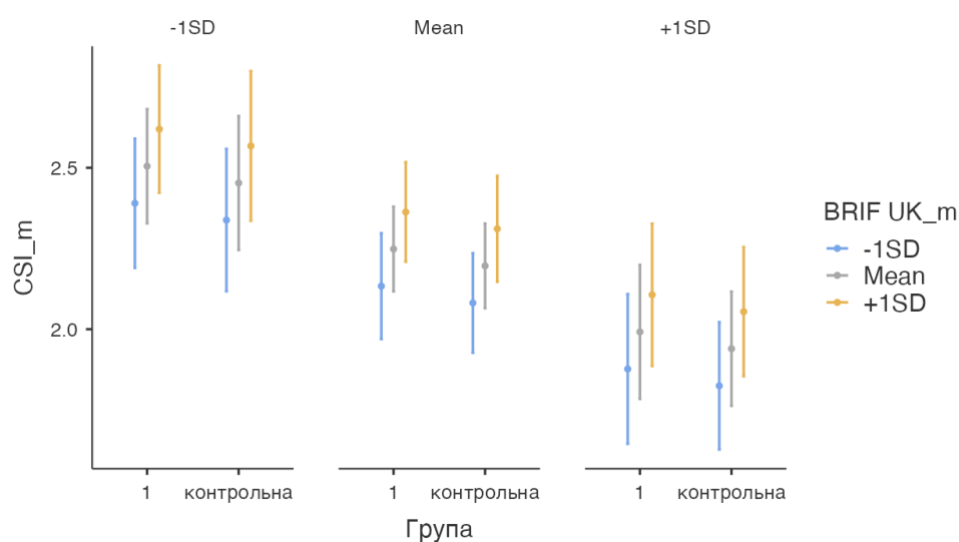 -1SD Mean +1SD
CSI_m
2.5
2.0
1 контрольна 1 контрольна 1 контрольна
Група
BRIF UK_m
-1SD
Mean
+1SD